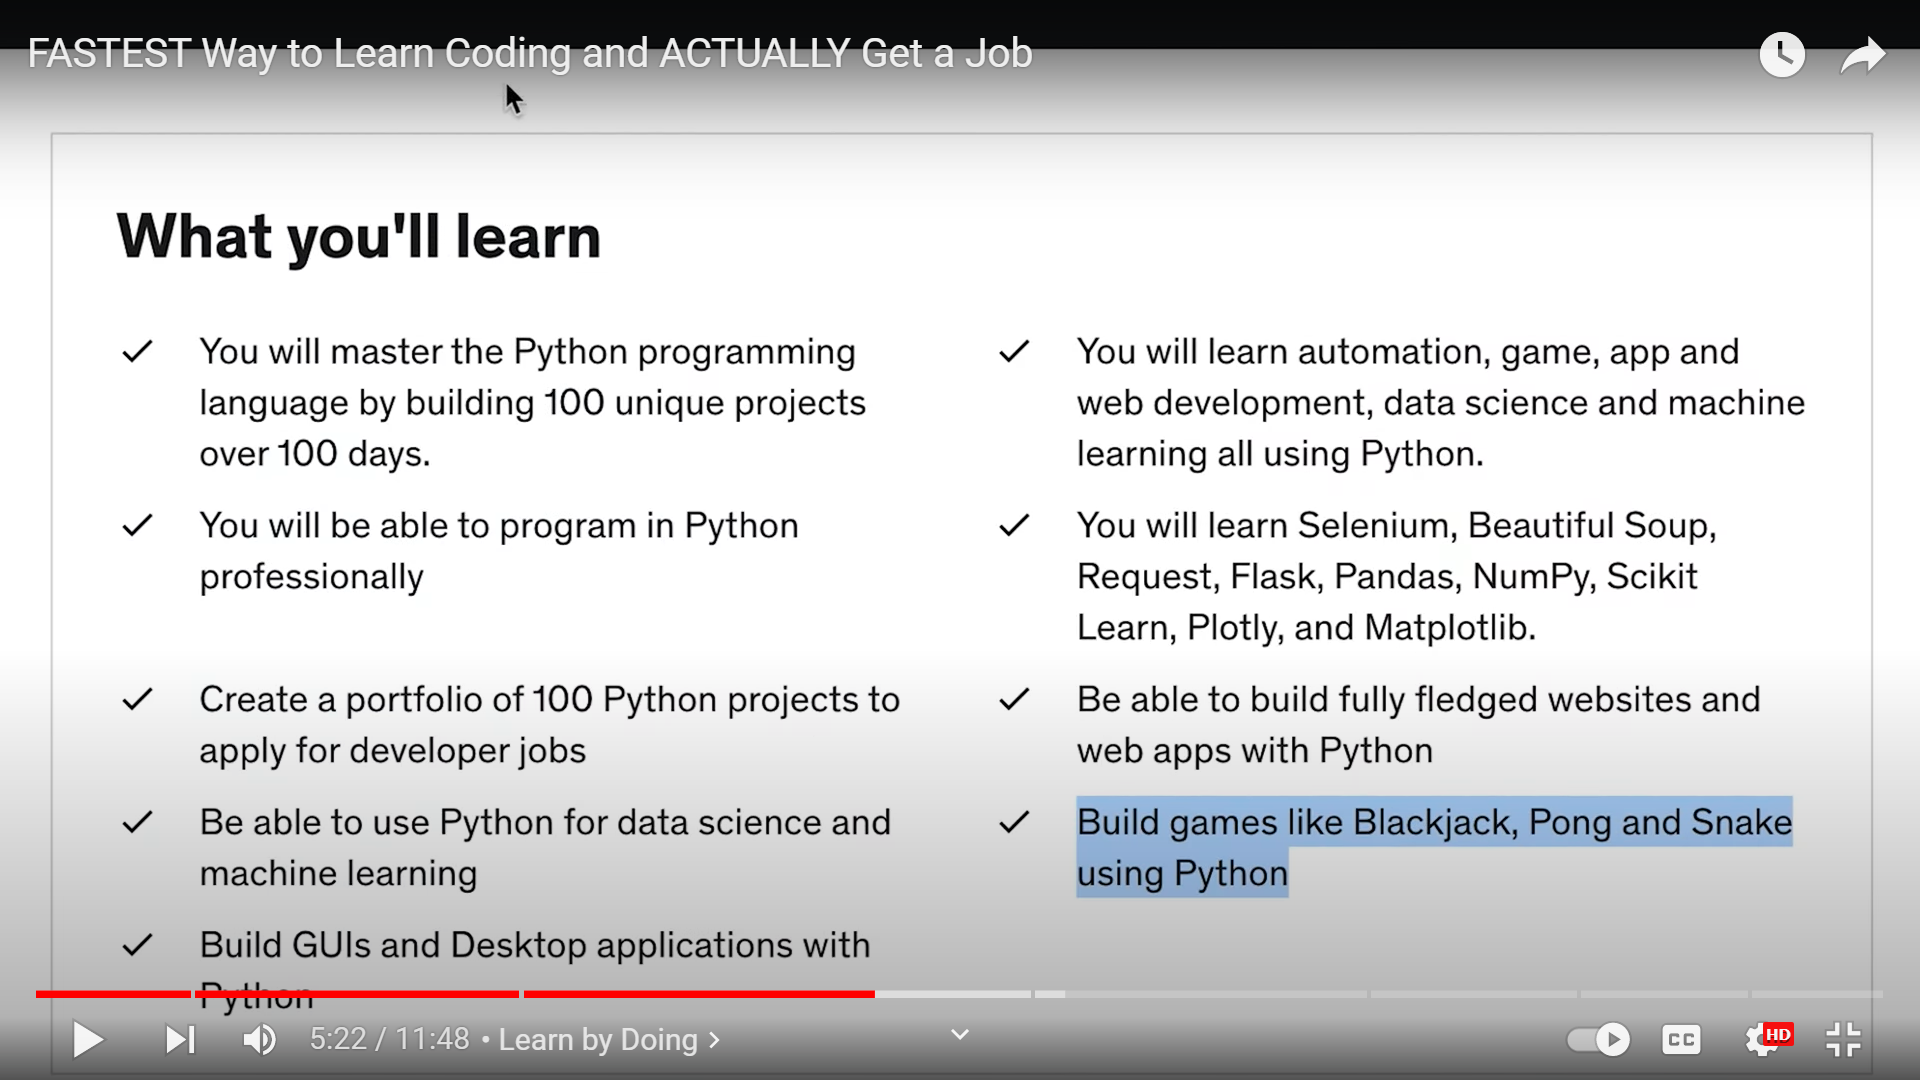 FASTEST Way to Learn Coding and ACTUALLY Get a Job
What you'll learn
You will master the Python programming
language by building 100 unique projects
over 100 days.
You will learn automation, game, app and
web development, data science and machine
learning all using Python.
You will be able to program in Python
professionally
You will learn Selenium, Beautiful Soup,
Request, Flask, Pandas, NumPy, Scikit
Learn, Plotly, and Matplotlib.
Create a portfolio of 100 Python projects to
apply for developer jobs
Be able to build fully fledged websites and
web apps with Python
Be able to use Python for data science and
machine learning
Build games like Blackjack, Pong and Snake
using Python
Build GUIs and Desktop applications with
Python
5:22 / 11:48 • Learn by Doing
CC
HD